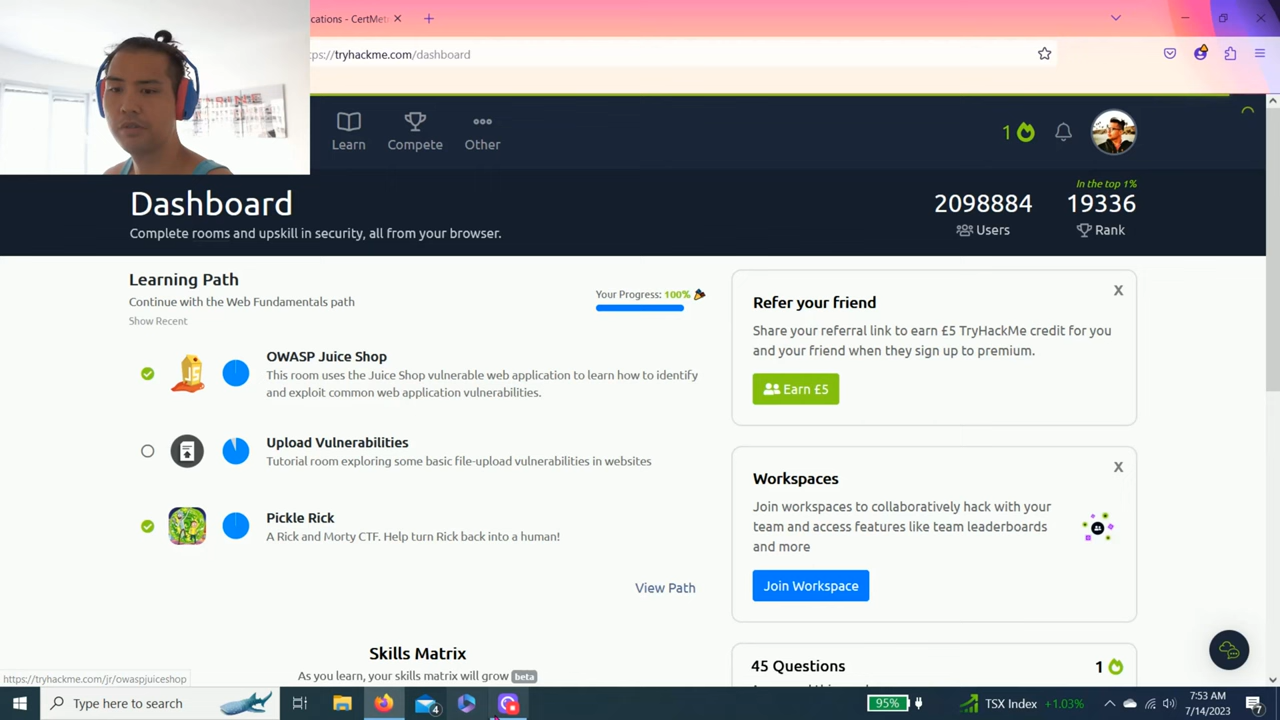 ications - CertMet
ps://tryhackme.com/dashboard
Learn
Compete
Other
1
Dashboard
Complete rooms and upskill in security, all from your browser.
In the top 1%
2098884
19336
Users
Rank
Learning Path
Continue with the Web Fundamentals path
Show Recent
Your Progress: 100%
OWASP Juice Shop
This room uses the Juice Shop vulnerable web application to learn how to identify
and exploit common web application vulnerabilities.
Upload Vulnerabilities
Tutorial room exploring some basic file-upload vulnerabilities in websites
Pickle Rick
A Rick and Morty CTF. Help turn Rick back into a human!
View Path
Skills Matrix
As you learn, your skills matrix will grow beta
Refer your friend
X
Share your referral link to earn £5 TryHackMe credit for you
and your friend when they sign up to premium.
Earn £5
Workspaces
X
Join workspaces to collaboratively hack with your
team and access features like team leaderboards
and more
Join Workspace
45 Questions
1
https://tryhackme.com/jr/owaspjuiceshop
Type here to search
4
95%
TSX Index +1.03%
7:53 AM
7/14/2023
7